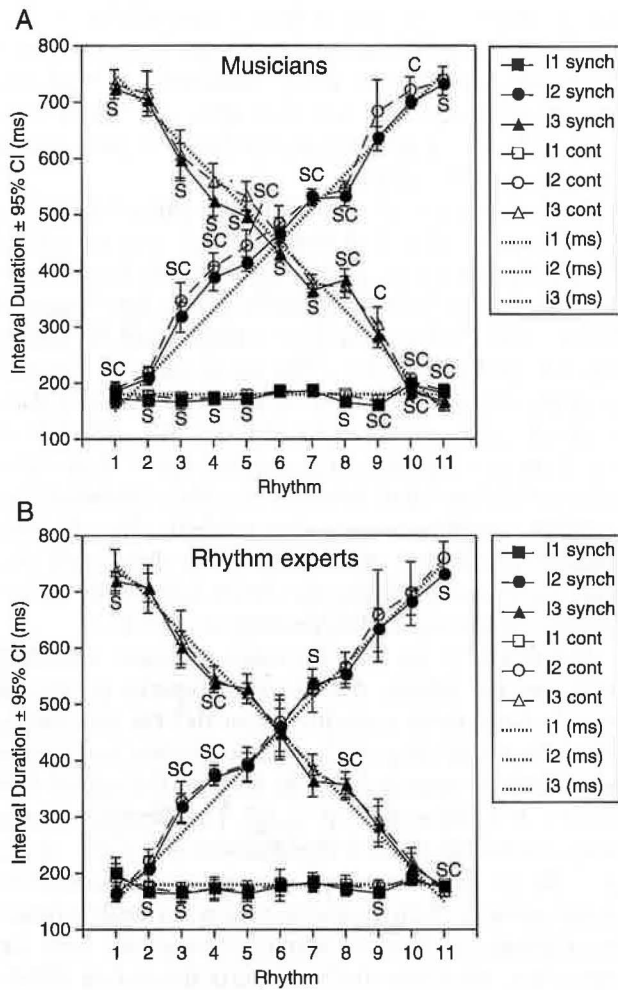 A
Interval Duration ± 95% CI (ms)
800
700
600
500
400
300
200
100
Musicians
S
SC
S
S
SC
SC
S
SC
S
S
SC
S
SC
SC
C
C
S
SC
SC
SC
S
S
S
S
S
SC
1 2 3 4 5 6 7 8 9 10 11
Rhythm
I1 synch
I2 synch
I3 synch
I1 cont
I2 cont
I3 cont
i1 (ms)
i2 (ms)
i3 (ms)
B
Interval Duration ± 95% CI (ms)
800
700
600
500
400
300
200
100
Rhythm experts
S
S
S
SC
SC
SC
SC
SC
S
S
S
S
1 2 3 4 5 6 7 8 9 10 11
Rhythm
I1 synch
I2 synch
I3 synch
I1 cont
I2 cont
I3 cont
i1 (ms)
i2 (ms)
i3 (ms)